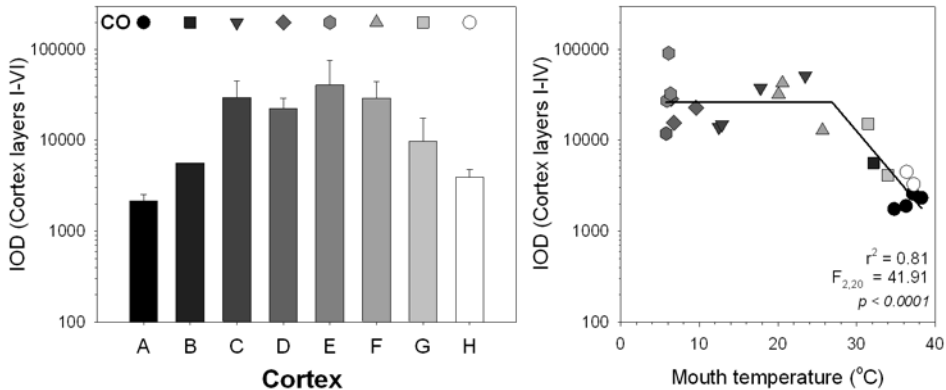 CO
IOD (Cortex layers I-VI)
100000
10000
1000
100
A B C D E F G H
Cortex
IOD (Cortex layers I-IV)
100000
10000
1000
100
r² = 0.81
F2,20 = 41.91
p < 0.0001
0 10 20 30 40
Mouth temperature (°C)